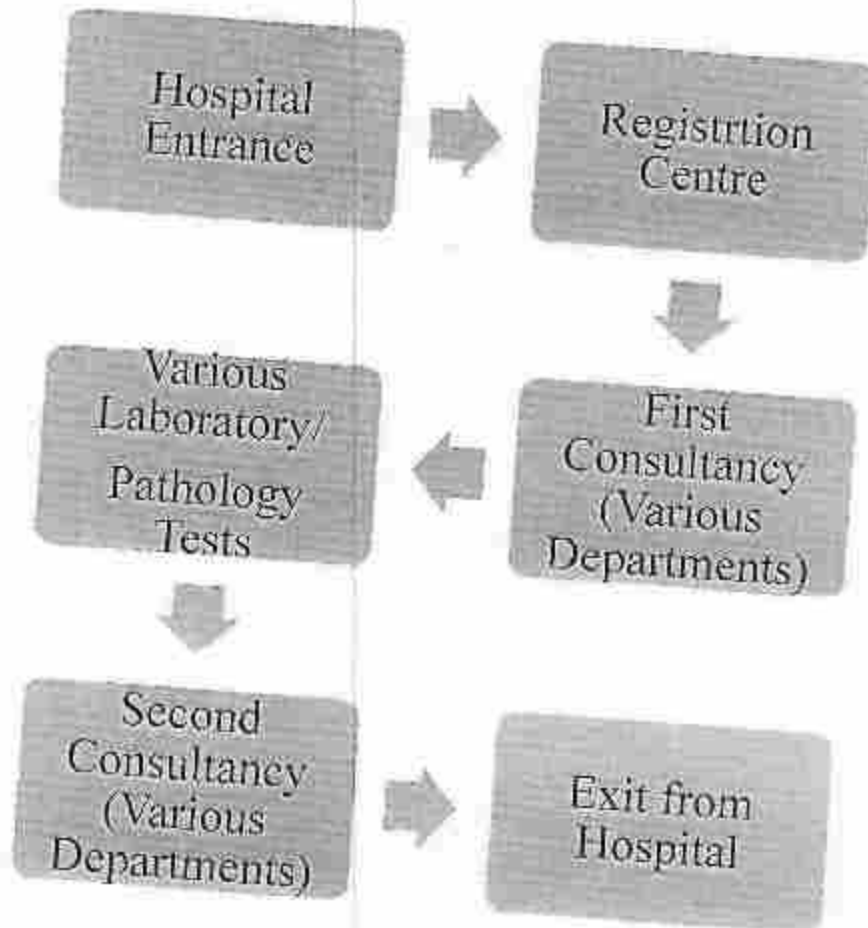 Hospital
Entrance
Registrtion
Centre
First
Consultancy
(Various
Departments)
Various
Laboratory/
Pathology
Tests
Second
Consultancy
(Various
Departments)
Exit from
Hospital